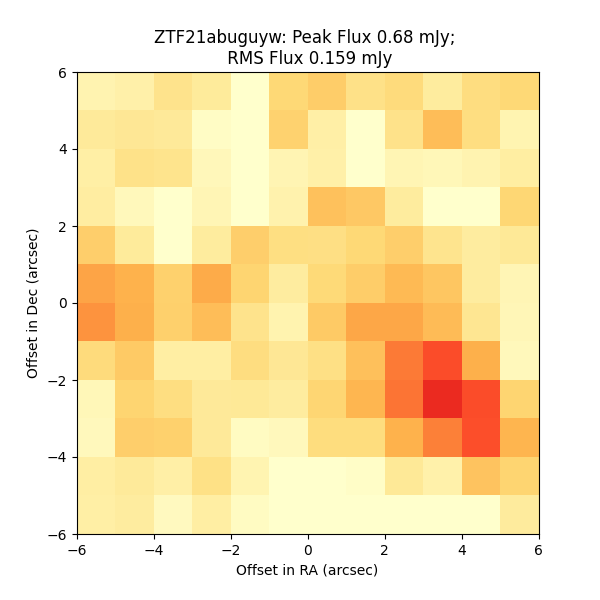 ZTF21abuguyw: Peak Flux 0.68 mJy;
RMS Flux 0.159 mJy
6
4
2
0
−2
−4
−6
Offset in Dec (arcsec)
−6 −4 −2 0 2 4 6
Offset in RA (arcsec)